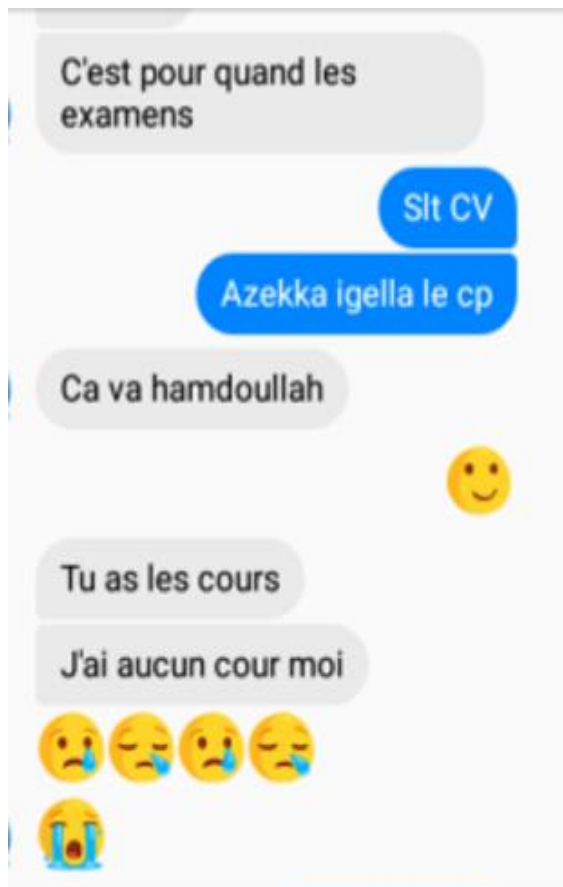 C'est pour quand les
examens
Slt CV
Azekka igella le cp
Ca va hamdoullah
Tu as les cours
J'ai aucun cour moi